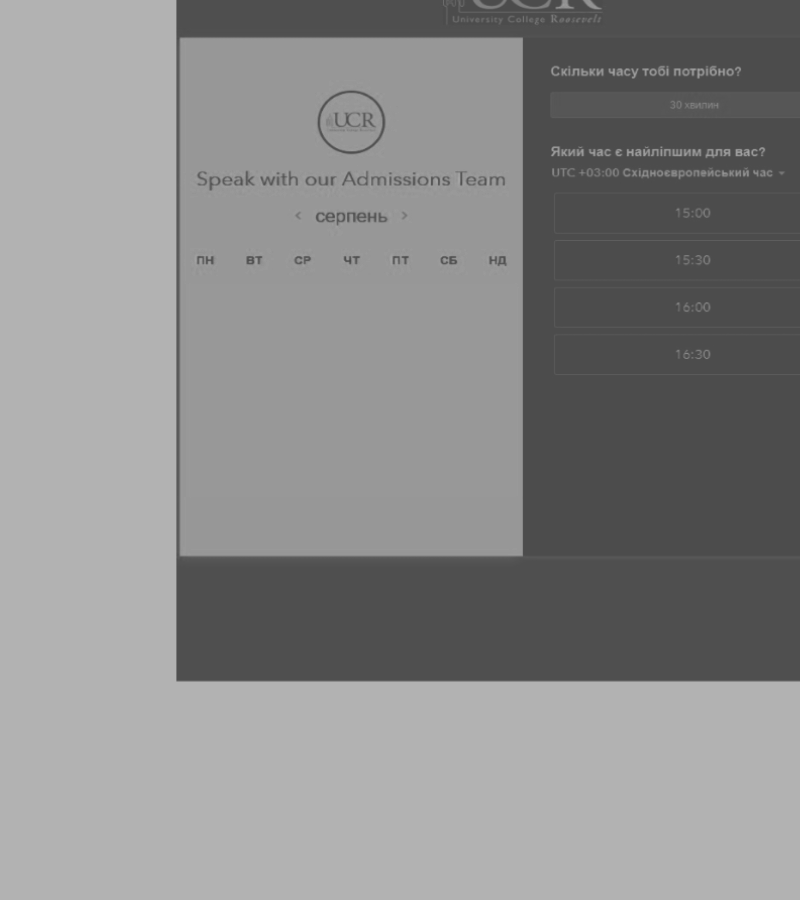 UCR
University College Roosevelt
UCR
Speak with our Admissions Team
‹ серпень ›
ПН ВТ СР ЧТ ПТ СБ НД
Скільки часу тобі потрібно?
30 хвилин
Який час є найліпшим для вас?
UTC +03:00 Східноєвропейський час
15:00
15:30
16:00
16:30